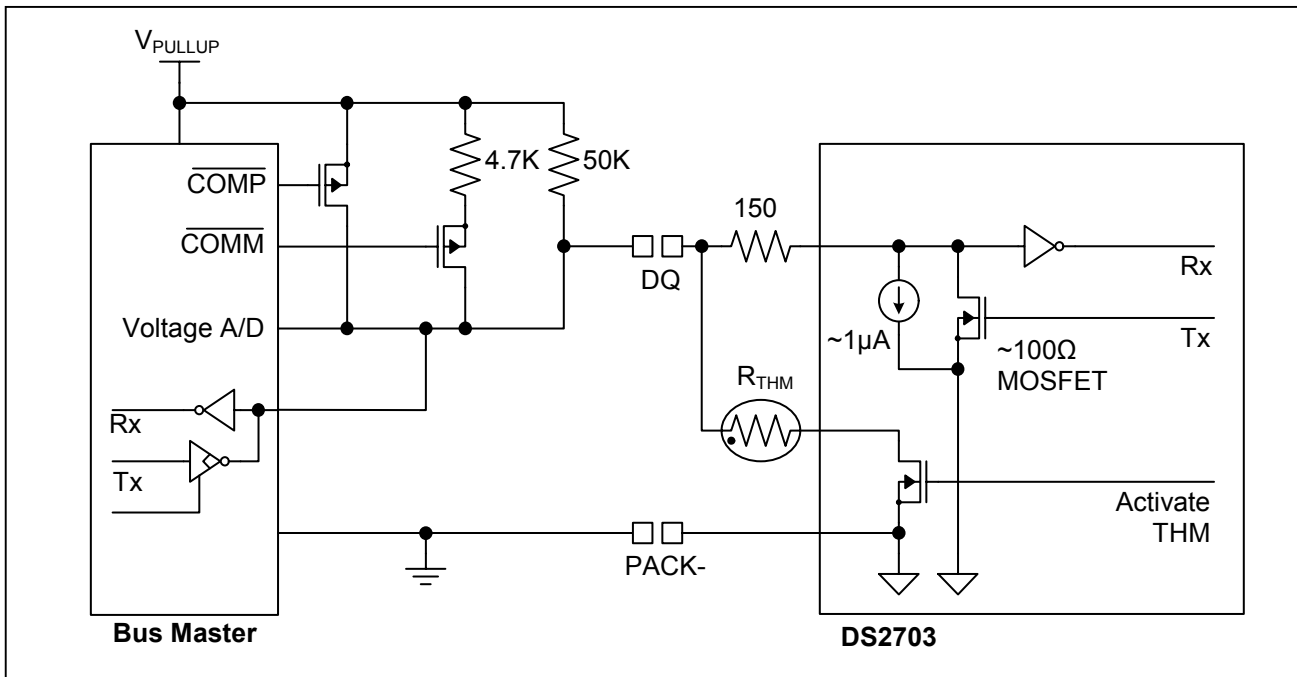 VPULLUP
COMP
4.7K
50K
COMM
150
DQ
Rx
Voltage A/D
~1µA
Tx
~100Ω
MOSFET
RTHM
Rx
Tx
Activate
THM
PACK-
Bus Master
DS2703